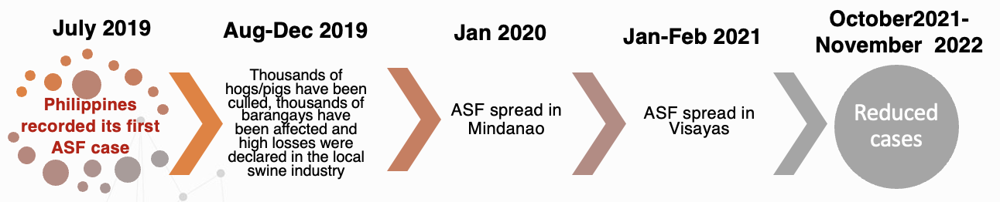 July 2019
Philippines
recorded its first
ASF case
Aug-Dec 2019
Thousands of
hogs/pigs have been
culled, thousands of
barangays have
been affected and
high losses were
declared in the local
swine industry
Jan 2020
ASF spread in
Mindanao
Jan-Feb 2021
ASF spread in
Visayas
October2021-
November 2022
Reduced
cases